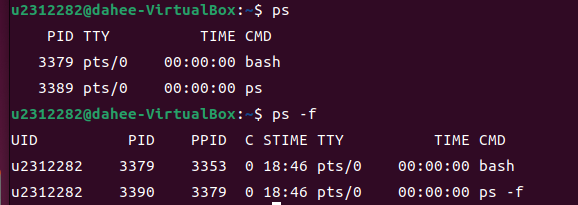 u2312282@dahee-VirtualBox:~$ ps
    PID TTY          TIME CMD
   3379 pts/0    00:00:00 bash
   3389 pts/0    00:00:00 ps
u2312282@dahee-VirtualBox:~$ ps -f
UID          PID    PPID  C STIME TTY          TIME CMD
u2312282    3379    3353  0 18:46 pts/0    00:00:00 bash
u2312282    3390    3379  0 18:46 pts/0    00:00:00 ps -f